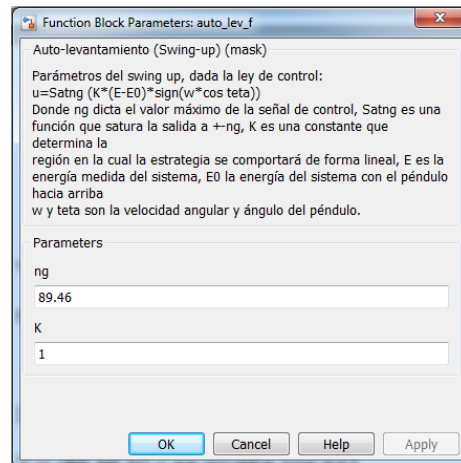 Function Block Parameters: auto_lev_f
Auto-levantamiento (Swing-up) (mask)
Parámetros del swing up, dada la ley de control:
u=Satng (K*(E-E0)*sign(w*cos teta))
Donde ng dicta el valor máximo de la señal de control, Satng es una
función que satura la salida a +-ng, K es una constante que
determina la
región en la cual la estrategia se comportará de forma lineal, E es la
energía medida del sistema, E0 la energía del sistema con el péndulo
hacia arriba
w y teta son la velocidad angular y ángulo del péndulo.
Parameters
ng
89.46
K
1
OK Cancel Help Apply